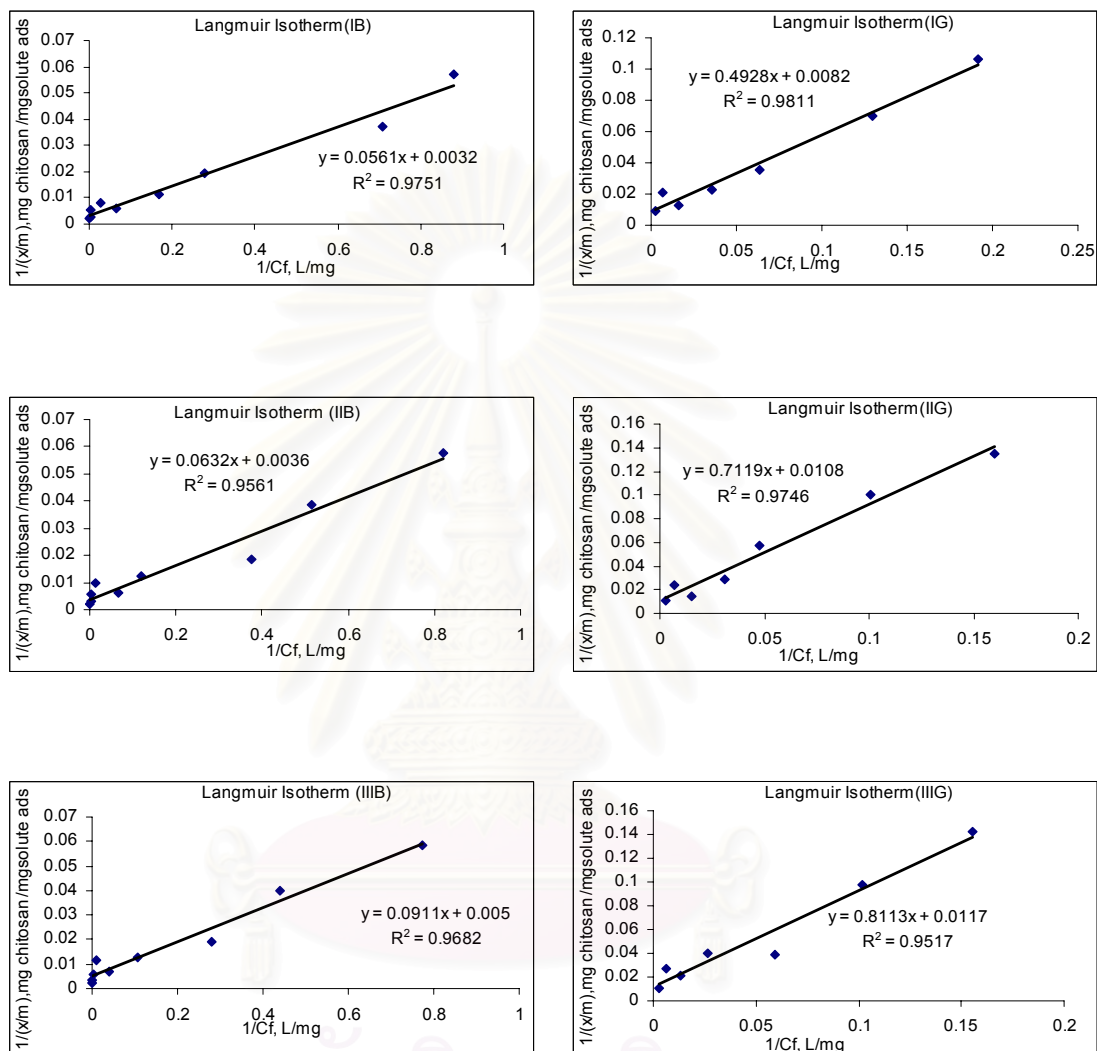 Langmuir Isotherm(IB)
1/(x/m),mg chitosan /mgsolute ads
0.07
0.06
0.05
0.04
0.03
0.02
0.01
0
y = 0.0561x + 0.0032
R² = 0.9751
0 0.2 0.4 0.6 0.8 1
1/Cf, L/mg
Langmuir Isotherm(IG)
1/(x/m),mg chitosan /mgsolute ads
0.12
0.1
0.08
0.06
0.04
0.02
0
y = 0.4928x + 0.0082
R² = 0.9811
0 0.05 0.1 0.15 0.2 0.25
1/Cf, L/mg
Langmuir Isotherm (IIB)
1/(x/m),mg chitosan /mgsolute ads
0.07
0.06
0.05
0.04
0.03
0.02
0.01
0
y = 0.0632x + 0.0036
R² = 0.9561
0 0.2 0.4 0.6 0.8 1
1/Cf, L/mg
Langmuir Isotherm(IIG)
1/(x/m),mg chitosan /mgsolute ads
0.16
0.14
0.12
0.1
0.08
0.06
0.04
0.02
0
y = 0.7119x + 0.0108
R² = 0.9746
0 0.05 0.1 0.15 0.2
1/Cf, L/mg
Langmuir Isotherm (IIIB)
1/(x/m),mg chitosan /mgsolute ads
0.07
0.06
0.05
0.04
0.03
0.02
0.01
0
y = 0.0911x + 0.005
R² = 0.9682
0 0.2 0.4 0.6 0.8 1
1/Cf, L/mg
Langmuir Isotherm(IIIG)
1/(x/m),mg chitosan /mgsolute ads
0.16
0.14
0.12
0.1
0.08
0.06
0.04
0.02
0
y = 0.8113x + 0.0117
R² = 0.9517
0 0.05 0.1 0.15 0.2
1/Cf, L/mg